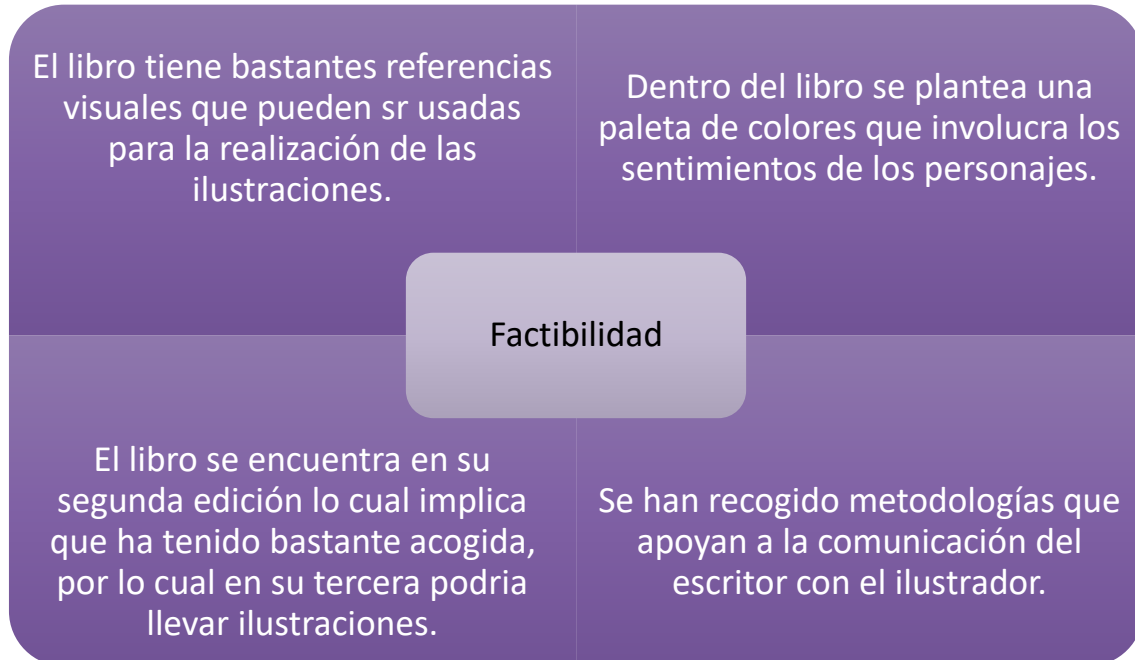 El libro tiene bastantes referencias
visuales que pueden sr usadas
para la realización de las
ilustraciones.
Dentro del libro se plantea una
paleta de colores que involucra los
sentimientos de los personajes.
Factibilidad
El libro se encuentra en su
segunda edición lo cual implica
que ha tenido bastante acogida,
por lo cual en su tercera podria
llevar ilustraciones.
Se han recogido metodologías que
apoyan a la comunicación del
escritor con el ilustrador.